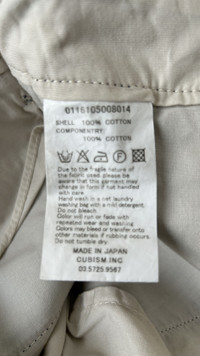 0116105008014
SHELL 100% COTTON
COMPONENTRY
100% COTTON
Due to the fragile nature of
the fabric used, please be
aware that this garment may
change in form if not handled
with care.
Hand wash in a net laundry
washing bag with a mild detergent.
Do not bleach
Color will run or fade with
repeated wear and washing
Colors may bleed or transfer onto
other materials if rubbing occurs
Do not tumble dry.
MADE IN JAPAN
CUBISM.INC
03.5725.9567